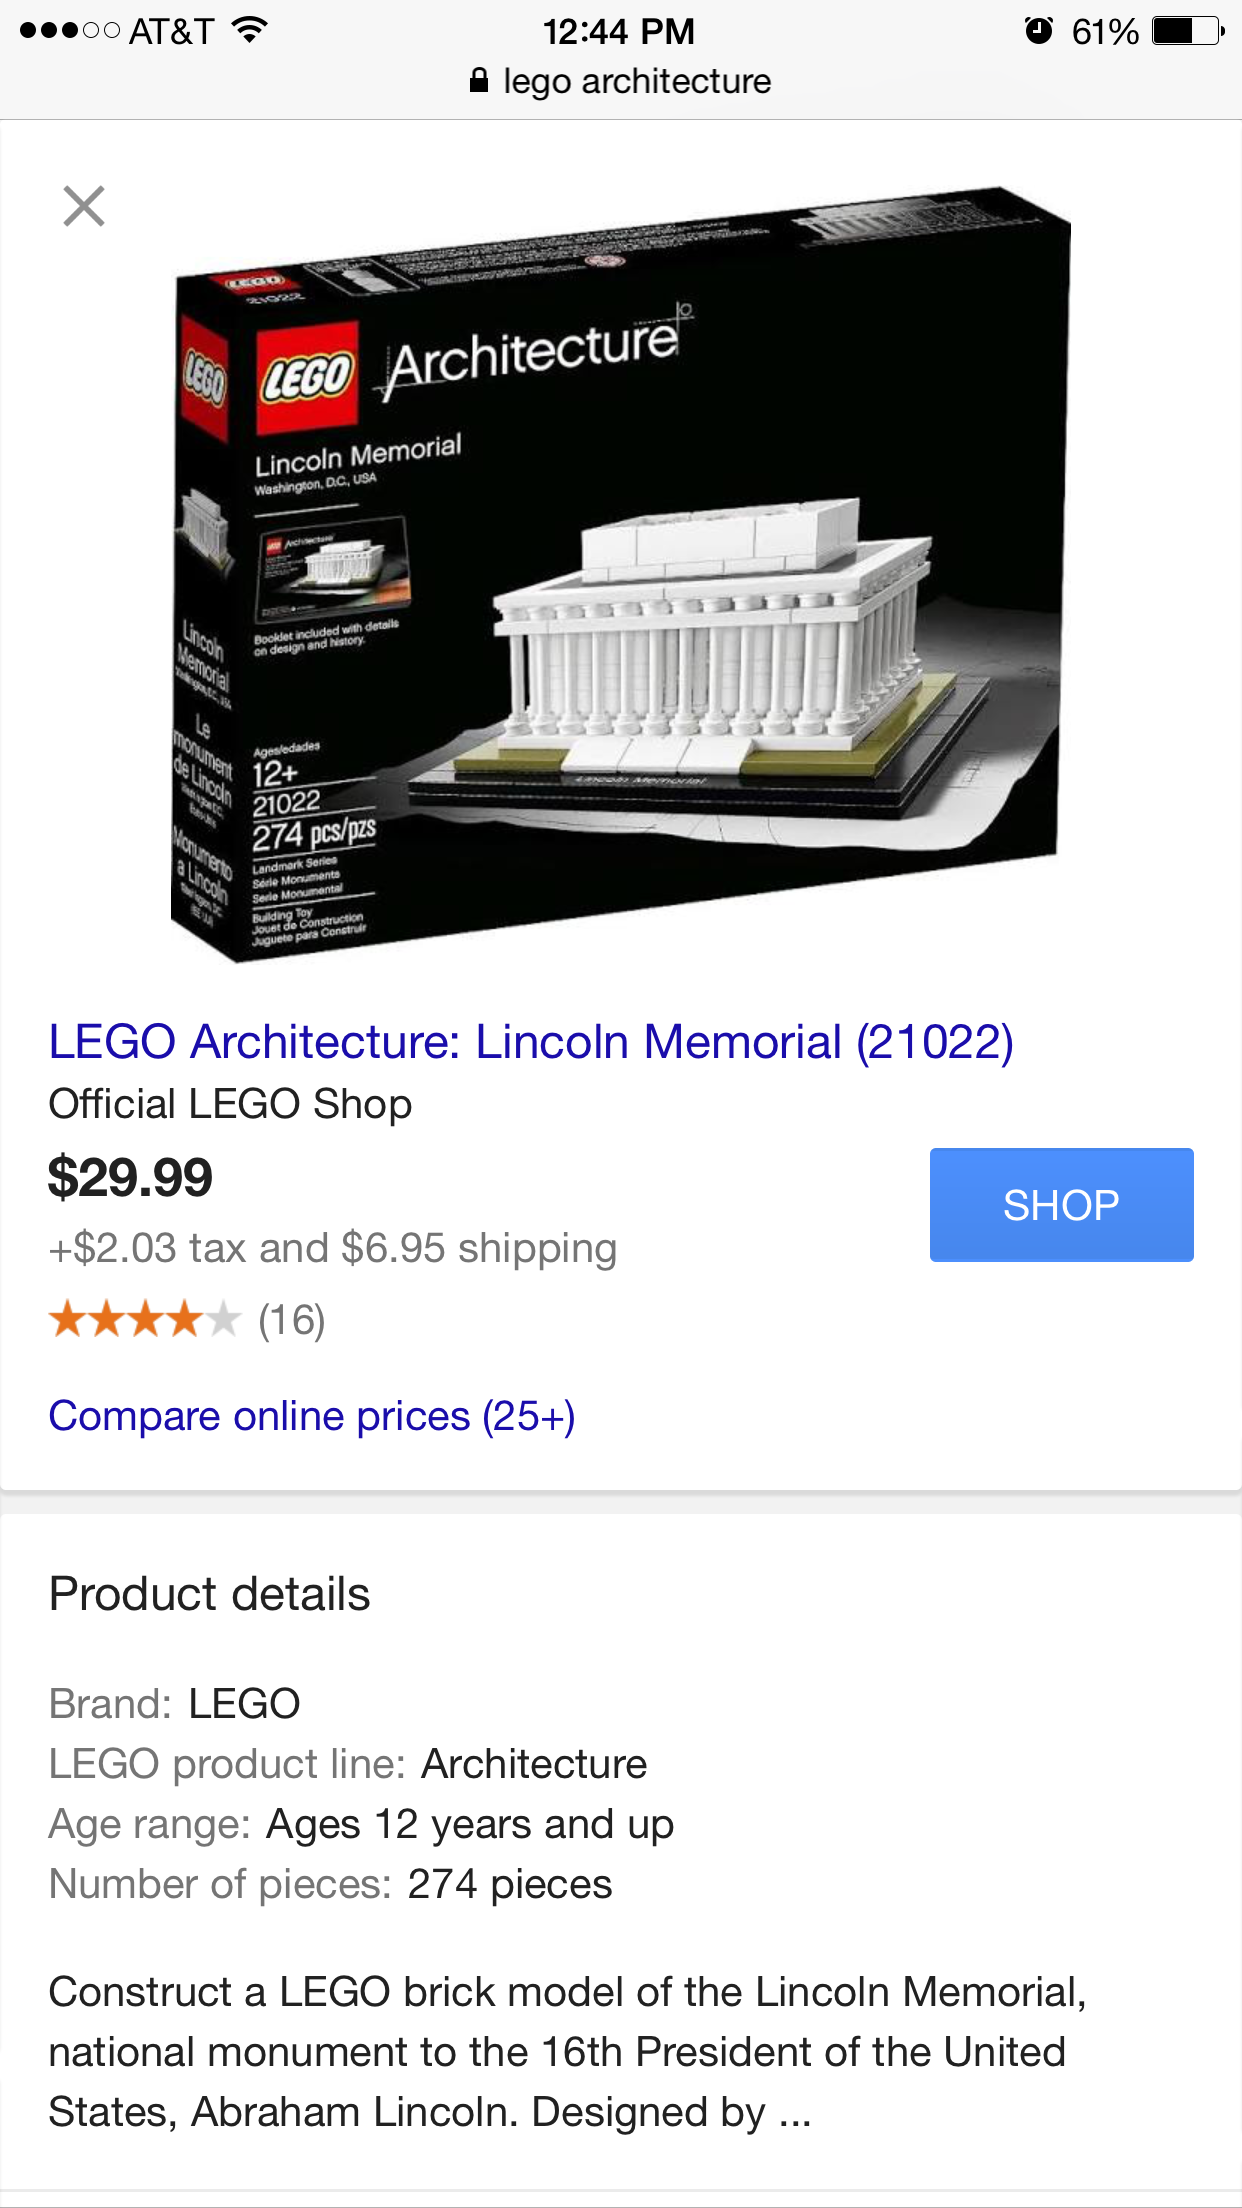 AT&T 12:44 PM 61%
lego architecture
LEGO
21022
LEGO
LEGO Architecture
Lincoln Memorial
Washington, D.C., USA
LEGO Architecture
Booklet included with details
on design and history.
Lincoln
Memorial
Le
monument
de Lincoln
Monumento
a Lincoln
Ages/edades
12+
21022
274 pcs/pzs
Landmark Series
Série Monuments
Serie Monumental
Building Toy
Jouet de Construction
Juguete para Construir
Lincoln Memorial
LEGO Architecture: Lincoln Memorial (21022)
Official LEGO Shop
$29.99
SHOP
+$2.03 tax and $6.95 shipping
(16)
Compare online prices (25+)
Product details
Brand: LEGO
LEGO product line: Architecture
Age range: Ages 12 years and up
Number of pieces: 274 pieces
Construct a LEGO brick model of the Lincoln Memorial,
national monument to the 16th President of the United
States, Abraham Lincoln. Designed by ...